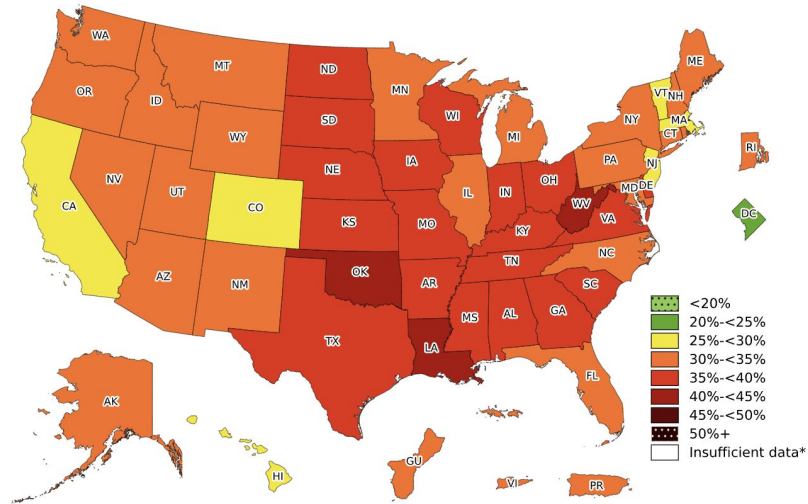 WA
MT
ND
ME
OR
ID
MN
VT
NH
WI
SD
NY
MA
WY
MI
CT
RI
IA
PA
NE
NJ
NV
OH
IN
IL
UT
MD
DE
CO
WV
CA
DC
VA
KS
MO
KY
NC
TN
OK
AZ
NM
AR
SC
MS
AL
GA
TX
LA
FL
AK
GU
HI
VI
PR
<20%
20%-<25%
25%-<30%
30%-<35%
35%-<40%
40%-<45%
45%-<50%
50%+
Insufficient data*